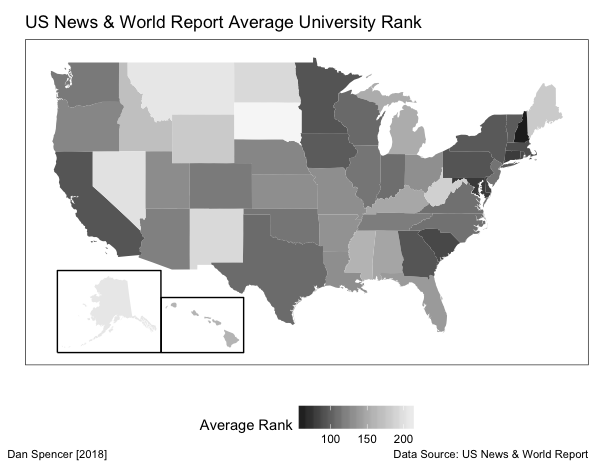 US News & World Report Average University Rank
Average Rank
100 150 200
Dan Spencer [2018]
Data Source: US News & World Report